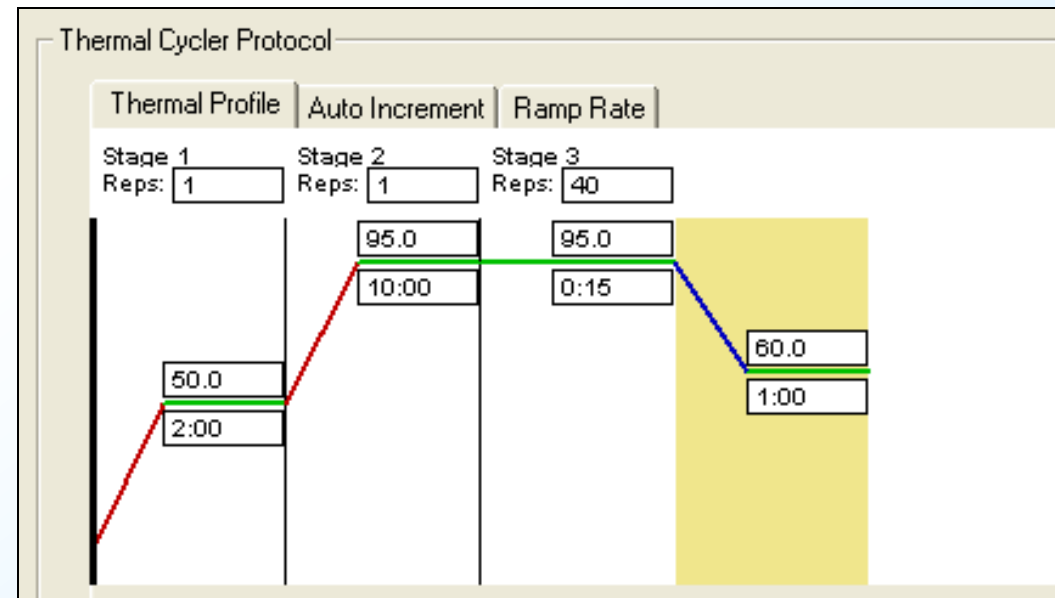 Thermal Cycler Protocol
Thermal Profile Auto Increment Ramp Rate
Stage 1 Stage 2 Stage 3
Reps: 1 Reps: 1 Reps: 40
95.0 95.0
10:00 0:15
60.0
50.0
1:00
2:00